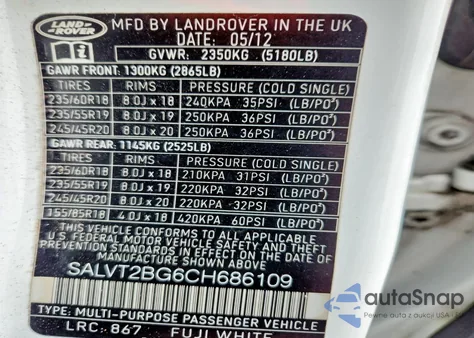 LAND ROVER
MFD BY LANDROVER IN THE UK
DATE: 05/12
GVWR: 2350KG (5180LB)
GAWR FRONT: 1300KG (2865LB)
TIRES RIMS PRESSURE (COLD SINGLE)
235/60R18 8.0J x 18 240KPA 35PSI (LB/PO²)
235/55R19 8.0J x 19 250KPA 36PSI (LB/PO²)
245/45R20 8.0J x 20 250KPA 36PSI (LB/PO²)
GAWR REAR: 1145KG (2525LB)
TIRES RIMS PRESSURE (COLD SINGLE)
235/60R18 8.0J x 18 210KPA 31PSI (LB/PO²)
235/55R19 8.0J x 19 220KPA 32PSI (LB/PO²)
245/45R20 8.0J x 20 220KPA 32PSI (LB/PO²)
155/85R18 4.0J x 18 420KPA 60PSI (LB/PO²)
THIS VEHICLE CONFORMS TO ALL APPLICABLE
U.S FEDERAL MOTOR VEHICLE SAFETY AND THEFT
PREVENTION STANDARDS IN EFFECT ON THE
DATE OF MANUFACTURE SHOWN ABOVE
SALVT2BG6CH686109
TYPE: MULTI-PURPOSE PASSENGER VEHICLE
LRC: 867 FUJI WHITE
autoSnap
Public Auction and Sales History